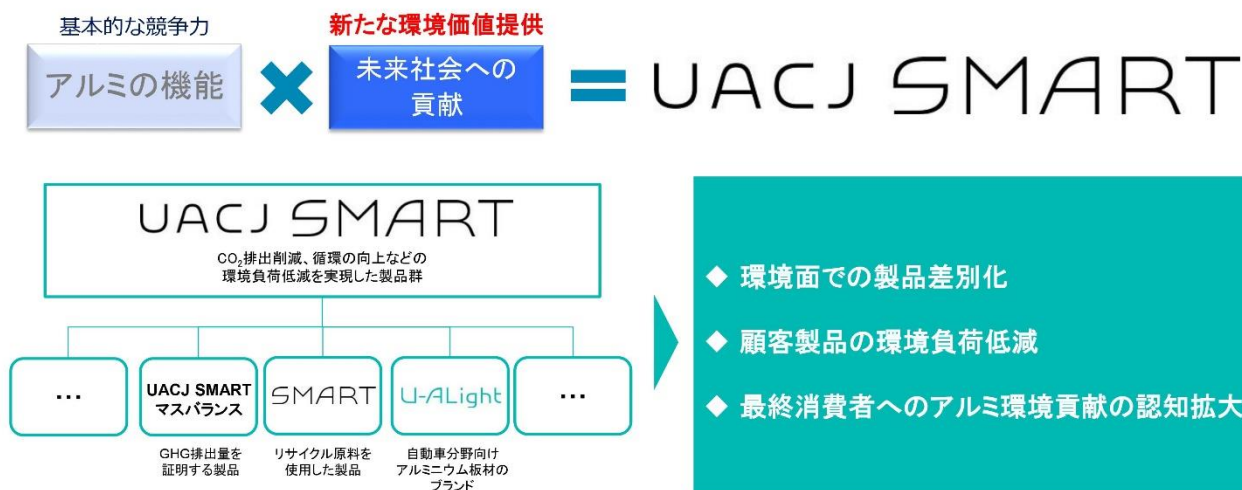 基本的な競争力
新たな環境価値提供
アルミの機能
×
未来社会への
貢献
=
UACJ SMART
UACJ SMART
CO₂排出削減、循環の向上などの
環境負荷低減を実現した製品群
…
UACJ SMART
マスバランス
SMART
U-ALight
…
GHG排出量を
証明する製品
リサイクル原料を
使用した製品
自動車分野向け
アルミニウム板材の
ブランド
◆ 環境面での製品差別化
◆ 顧客製品の環境負荷低減
◆ 最終消費者へのアルミ環境貢献の認知拡大